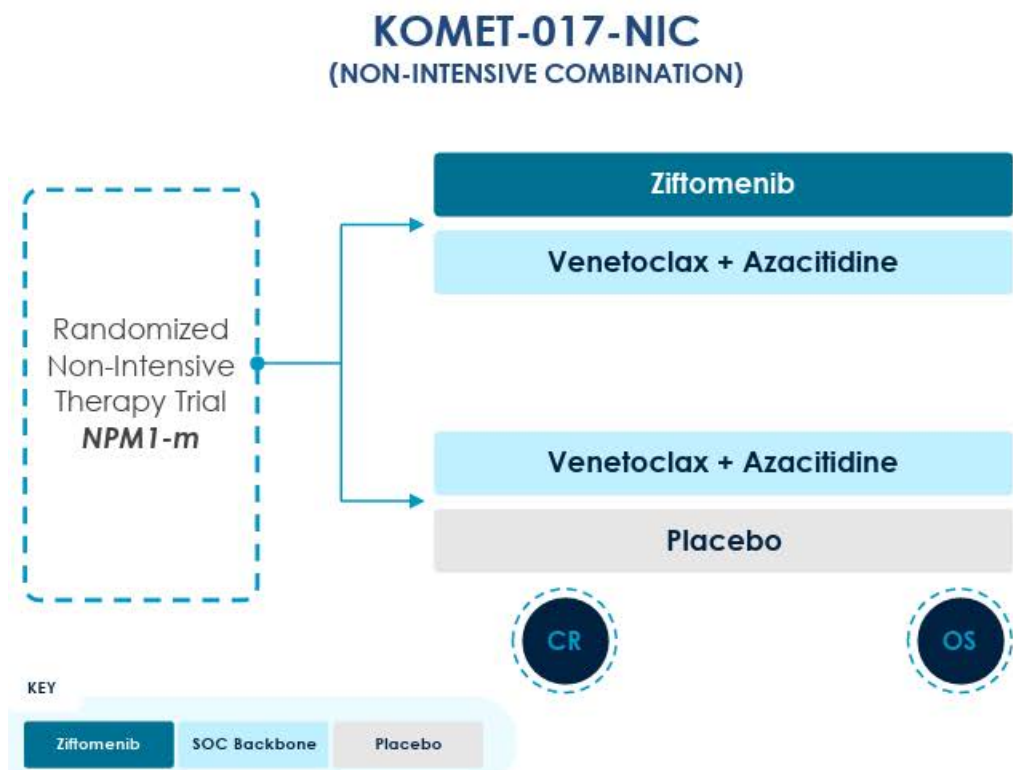 KOMET-017-NIC
(NON-INTENSIVE COMBINATION)
Randomized
Non-Intensive
Therapy Trial
NPM1-m
Ziftomenib
Venetoclax + Azacitidine
Venetoclax + Azacitidine
Placebo
CR
OS
KEY
Ziftomenib
SOC Backbone
Placebo